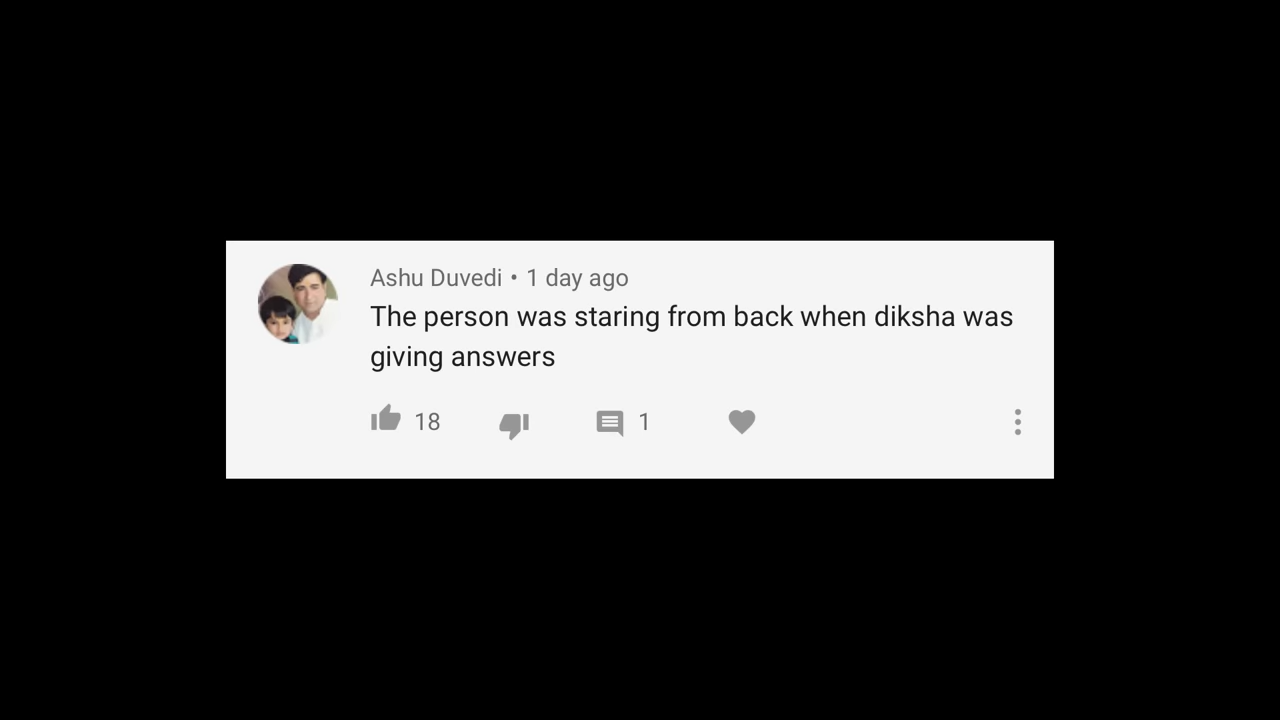 Ashu Duvedi • 1 day ago
The person was staring from back when diksha was
giving answers
18 1